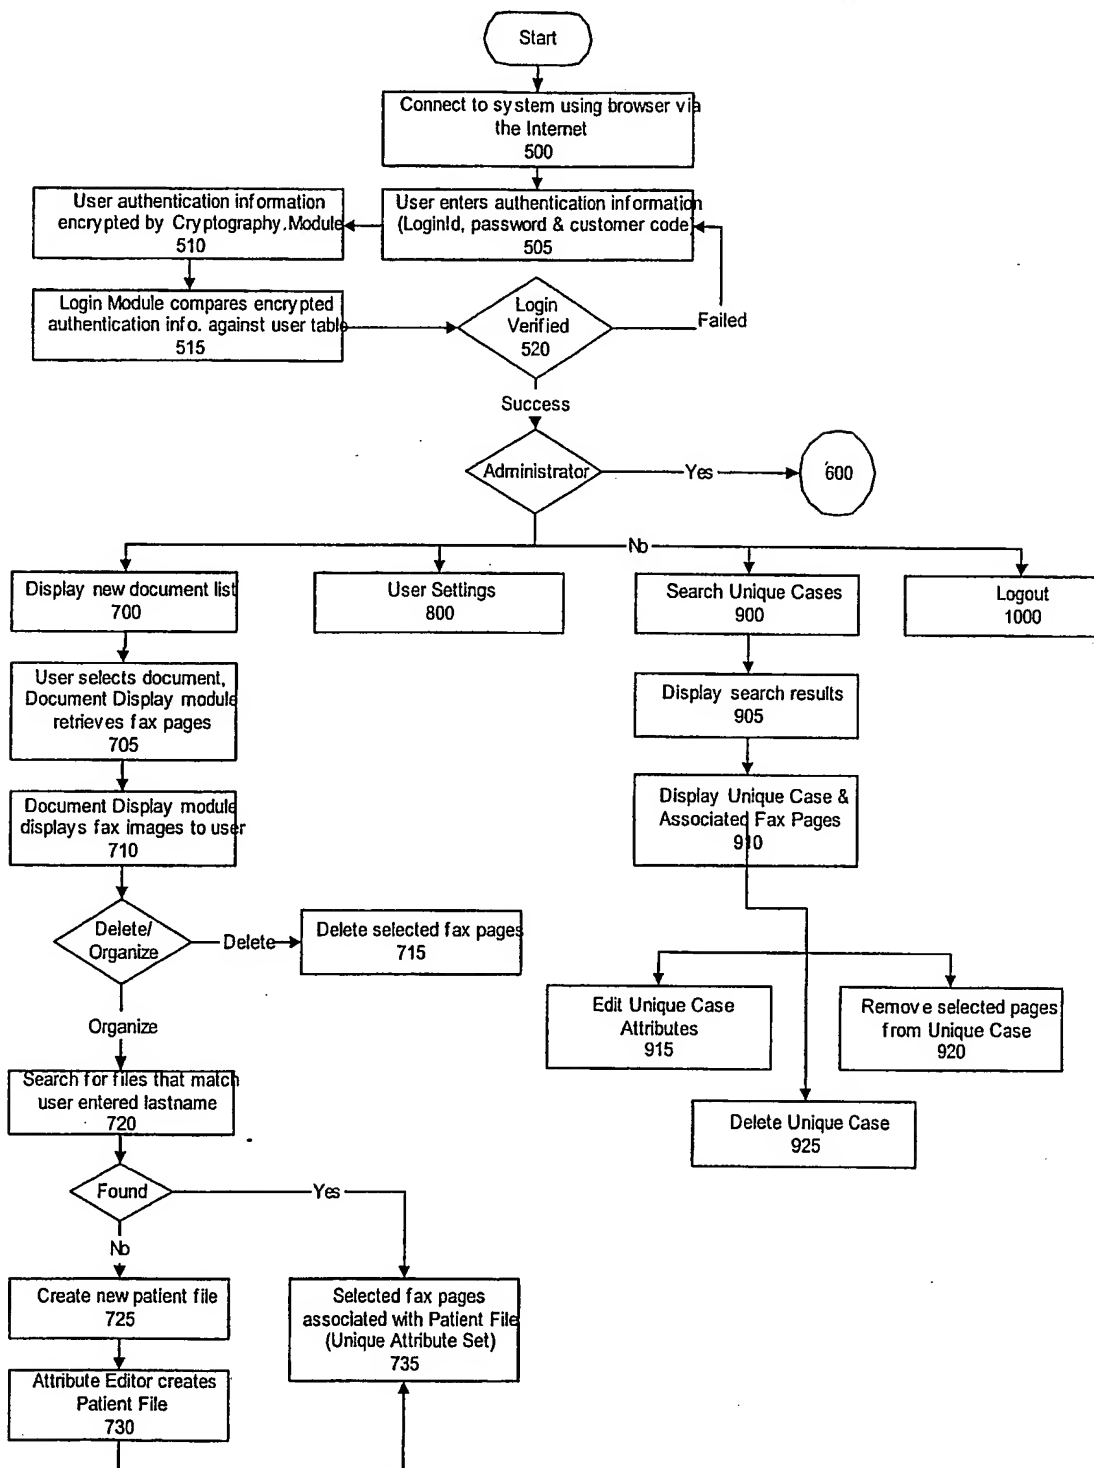 Start
Connect to system using browser via
the Internet
500
User authentication information
encrypted by Cryptography.Module
510
User enters authentication information
(LoginId, password & customer code
505
Login Module compares encrypted
authentication info. against user table
515
Login
Verified
520
Failed
Success
Administrator
Yes
600
No
Display new document list
700
User Settings
800
Search Unique Cases
900
Logout
1000
User selects document,
Document Display module
retrieves fax pages
705
Display search results
905
Document Display module
displays fax images to user
710
Display Unique Case &
Associated Fax Pages
910
Delete/
Organize
Delete
Delete selected fax pages
715
Edit Unique Case
Attributes
915
Remove selected pages
from Unique Case
920
Organize
Search for files that match
user entered lastname
720
Delete Unique Case
925
Found
Yes
No
Create new patient file
725
Selected fax pages
associated with Patient File
(Unique Attribute Set)
735
Attribute Editor creates
Patient File
730